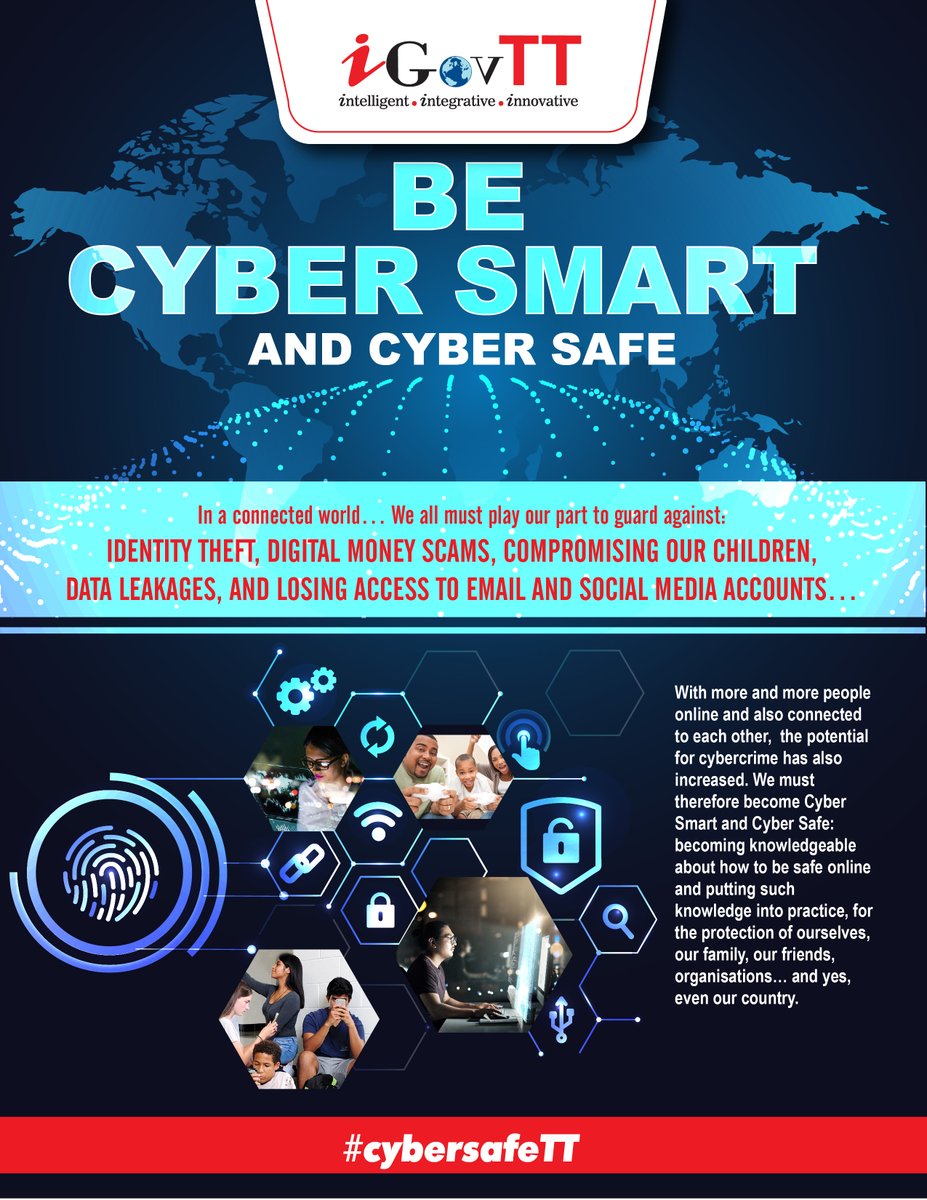 iGovTT
intelligent • integrative • innovative
BE
CYBER SMART
AND CYBER SAFE
In a connected world... We all must play our part to guard against:
IDENTITY THEFT, DIGITAL MONEY SCAMS, COMPROMISING OUR CHILDREN,
DATA LEAKAGES, AND LOSING ACCESS TO EMAIL AND SOCIAL MEDIA ACCOUNTS...
With more and more people
online and also connected
to each other,  the potential
for cybercrime has also
increased. We must
therefore become Cyber
Smart and Cyber Safe:
becoming knowledgeable
about how to be safe online
and putting such
knowledge into practice, for
the protection of ourselves,
our family, our friends,
organisations... and yes,
even our country.
#cybersafeTT